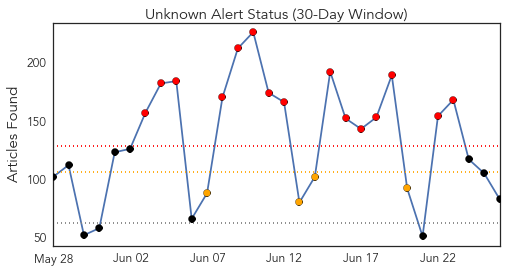 Unknown Alert Status (30-Day Window)
Articles Found
200
150
100
50
May 28
Jun 02
Jun 07
Jun 12
Jun 17
Jun 22